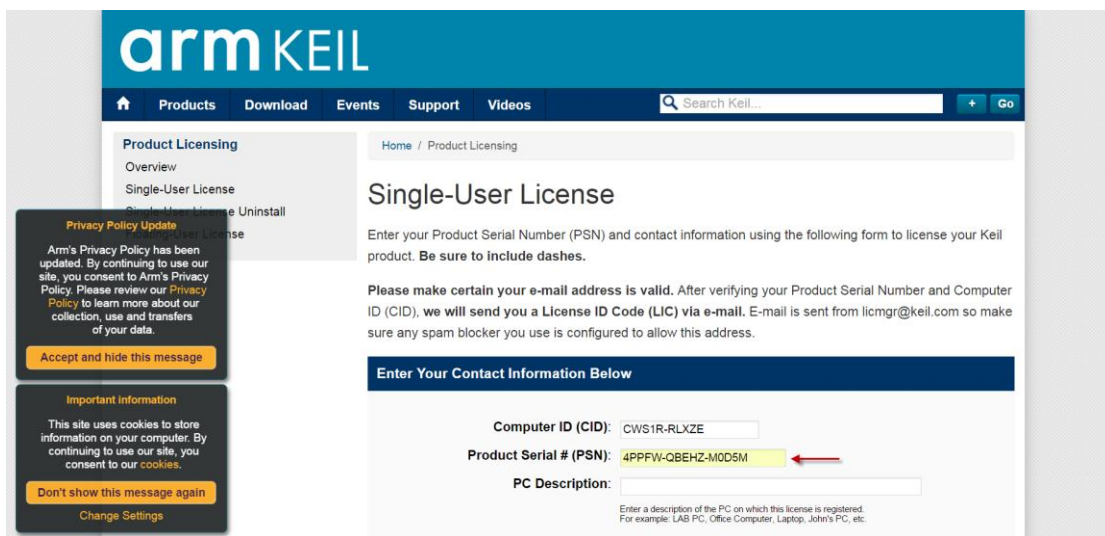 arm KEIL
Products Download Events Support Videos Search Keil... + Go
Product Licensing
Overview
Single-User License
Single-User License Uninstall
Floating-User License
Privacy Policy Update
Arm's Privacy Policy has been
updated. By continuing to use our
site, you consent to Arm's Privacy
Policy. Please review our Privacy
Policy to learn more about our
collection, use and transfers
of your data.
Accept and hide this message
Important information
This site uses cookies to store
information on your computer. By
continuing to use our site, you
consent to our cookies.
Don't show this message again
Change Settings
Home / Product Licensing
Single-User License
Enter your Product Serial Number (PSN) and contact information using the following form to license your Keil
product. Be sure to include dashes.
Please make certain your e-mail address is valid. After verifying your Product Serial Number and Computer
ID (CID), we will send you a License ID Code (LIC) via e-mail. E-mail is sent from licmgr@keil.com so make
sure any spam blocker you use is configured to allow this address.
Enter Your Contact Information Below
Computer ID (CID): CWS1R-RLXZE
Product Serial # (PSN): 4PPFW-QBEHZ-M0D5M
PC Description:
Enter a description of the PC on which this license is registered.
For example: LAB PC, Office Computer, Laptop, John's PC, etc.